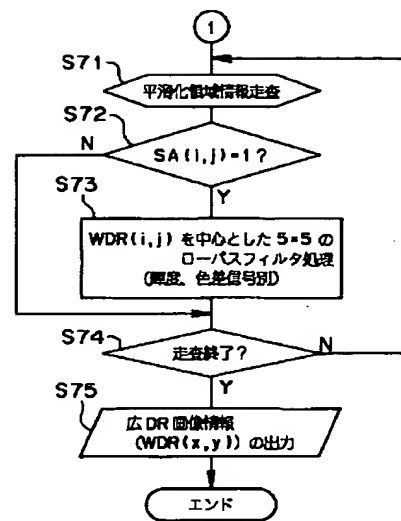 1
S71
平滑化領域情報走査
S72
N
SA(i,j)=1?
Y
S73
WDR(i,j)を中心とした5*5の
ローパスフィルタ処理
(輝度、色差信号別)
S74
走査終了?
N
Y
S75
広DR画像情報
(WDR(x,y))の出力
エンド